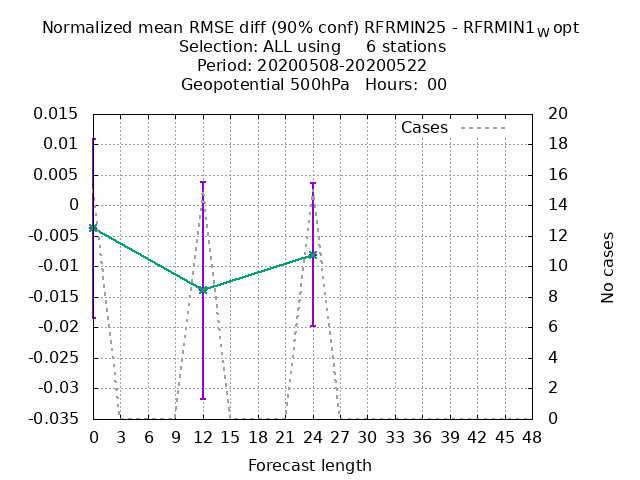 Normalized mean RMSE diff (90% conf) RFRMIN25 - RFRMIN1_W opt
Selection: ALL using     6 stations
Period: 20200508-20200522
Geopotential 500hPa   Hours:  00
Cases
0.015
0.01
0.005
0
-0.005
-0.01
-0.015
-0.02
-0.025
-0.03
-0.035
20
18
16
14
12
10
8
6
4
2
0
No cases
0 3 6 9 12 15 18 21 24 27 30 33 36 39 42 45 48
Forecast length